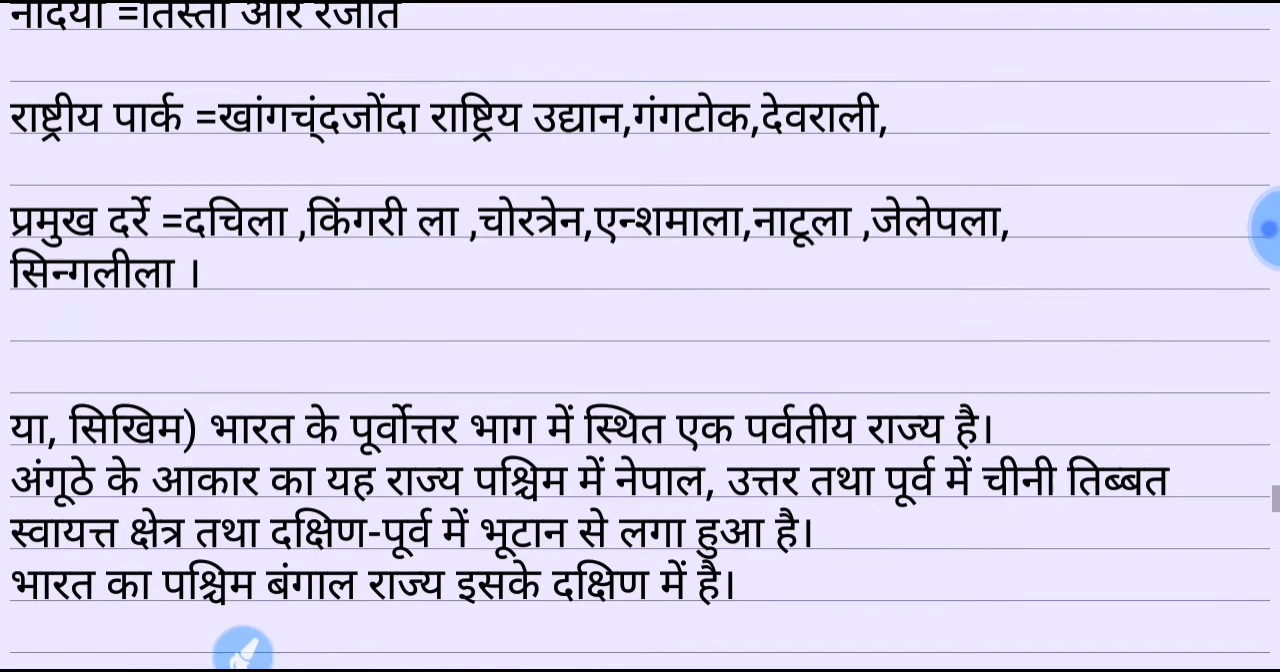 नदियाँ =तिस्ता और रंजीत
राष्ट्रीय पार्क =खांगच्ंदजोंदा राष्ट्रिय उद्यान,गंगटोक,देवराली,
प्रमुख दर्रे =दचिला ,किंगरी ला ,चोरत्रेन,एन्शमाला,नाटूला ,जेलेपला,
सिन्गलीला ।
या, सिखिम) भारत के पूर्वोत्तर भाग में स्थित एक पर्वतीय राज्य है।
अंगूठे के आकार का यह राज्य पश्चिम में नेपाल, उत्तर तथा पूर्व में चीनी तिब्बत
स्वायत्त क्षेत्र तथा दक्षिण-पूर्व में भूटान से लगा हुआ है।
भारत का पश्चिम बंगाल राज्य इसके दक्षिण में है।